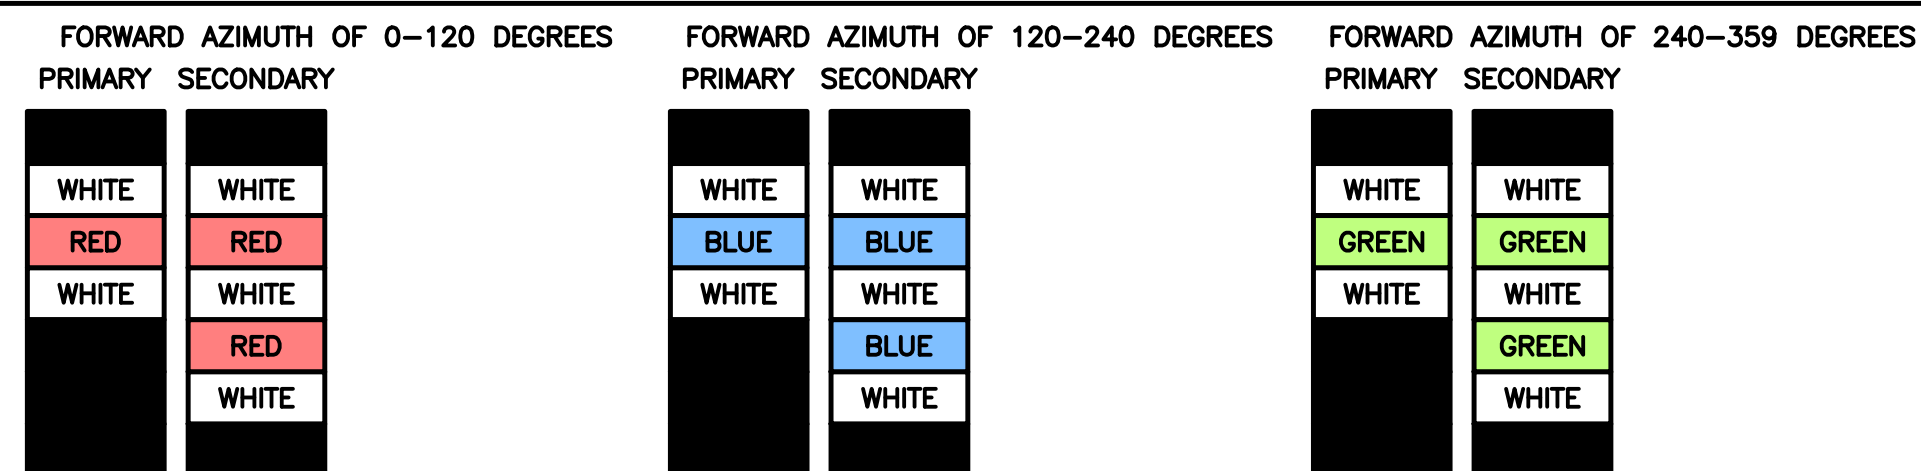 FORWARD AZIMUTH OF 0-120 DEGREES
PRIMARY SECONDARY
WHITE WHITE
RED RED
WHITE WHITE
RED
WHITE
FORWARD AZIMUTH OF 120-240 DEGREES
PRIMARY SECONDARY
WHITE WHITE
BLUE BLUE
WHITE WHITE
BLUE
WHITE
FORWARD AZIMUTH OF 240-359 DEGREES
PRIMARY SECONDARY
WHITE WHITE
GREEN GREEN
WHITE WHITE
GREEN
WHITE